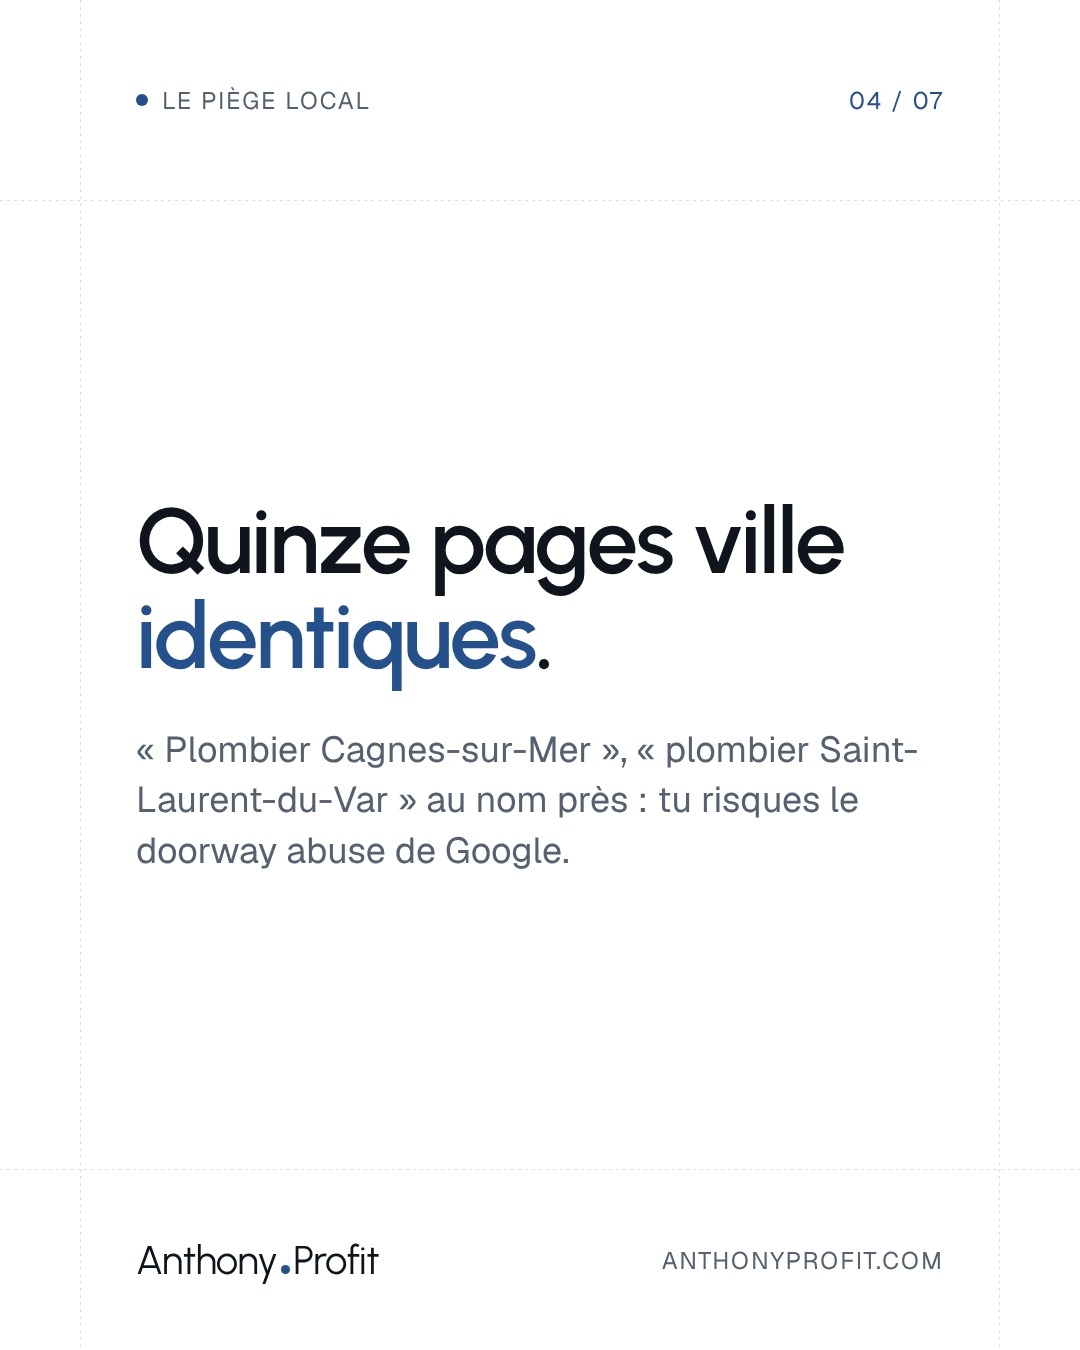 LE PIÈGE LOCAL
04 / 07
Quinze pages ville
identiques.
« Plombier Cagnes-sur-Mer », « plombier Saint-
Laurent-du-Var » au nom près : tu risques le
doorway abuse de Google.
Anthony.Profit
ANTHONYPROFIT.COM